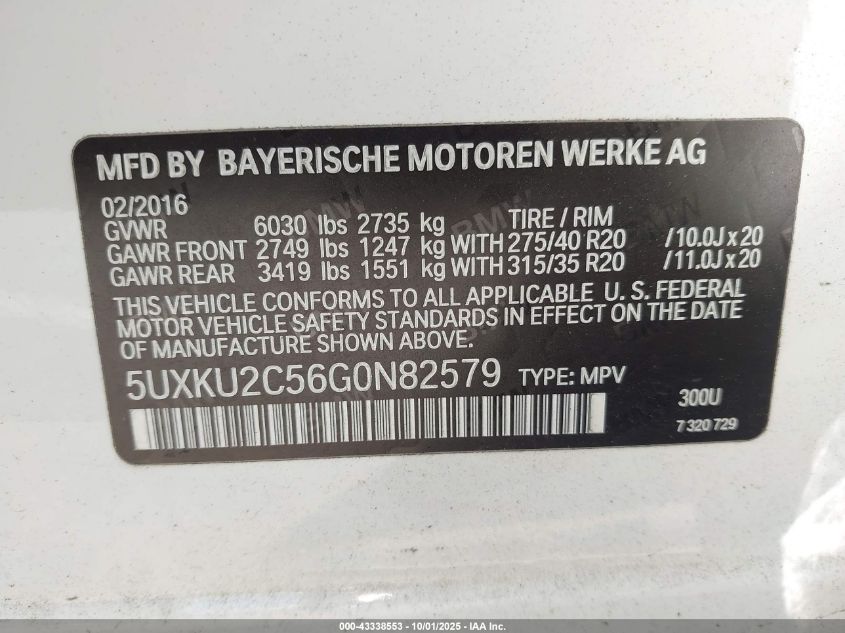 MFD BY BAYERISCHE MOTOREN WERKE AG
02/2016
GVWR 6030 lbs 2735 kg TIRE / RIM
GAWR FRONT 2749 lbs 1247 kg WITH 275/40 R20 /10.0J x 20
GAWR REAR 3419 lbs 1551 kg WITH 315/35 R20 /11.0J x 20
THIS VEHICLE CONFORMS TO ALL APPLICABLE U. S. FEDERAL
MOTOR VEHICLE SAFETY STANDARDS IN EFFECT ON THE DATE
OF MANUFACTURE SHOWN ABOVE.
5UXKU2C56G0N82579 TYPE: MPV
300U
7 320 729
000-43338553 - 10/01/2025 - IAA Inc.